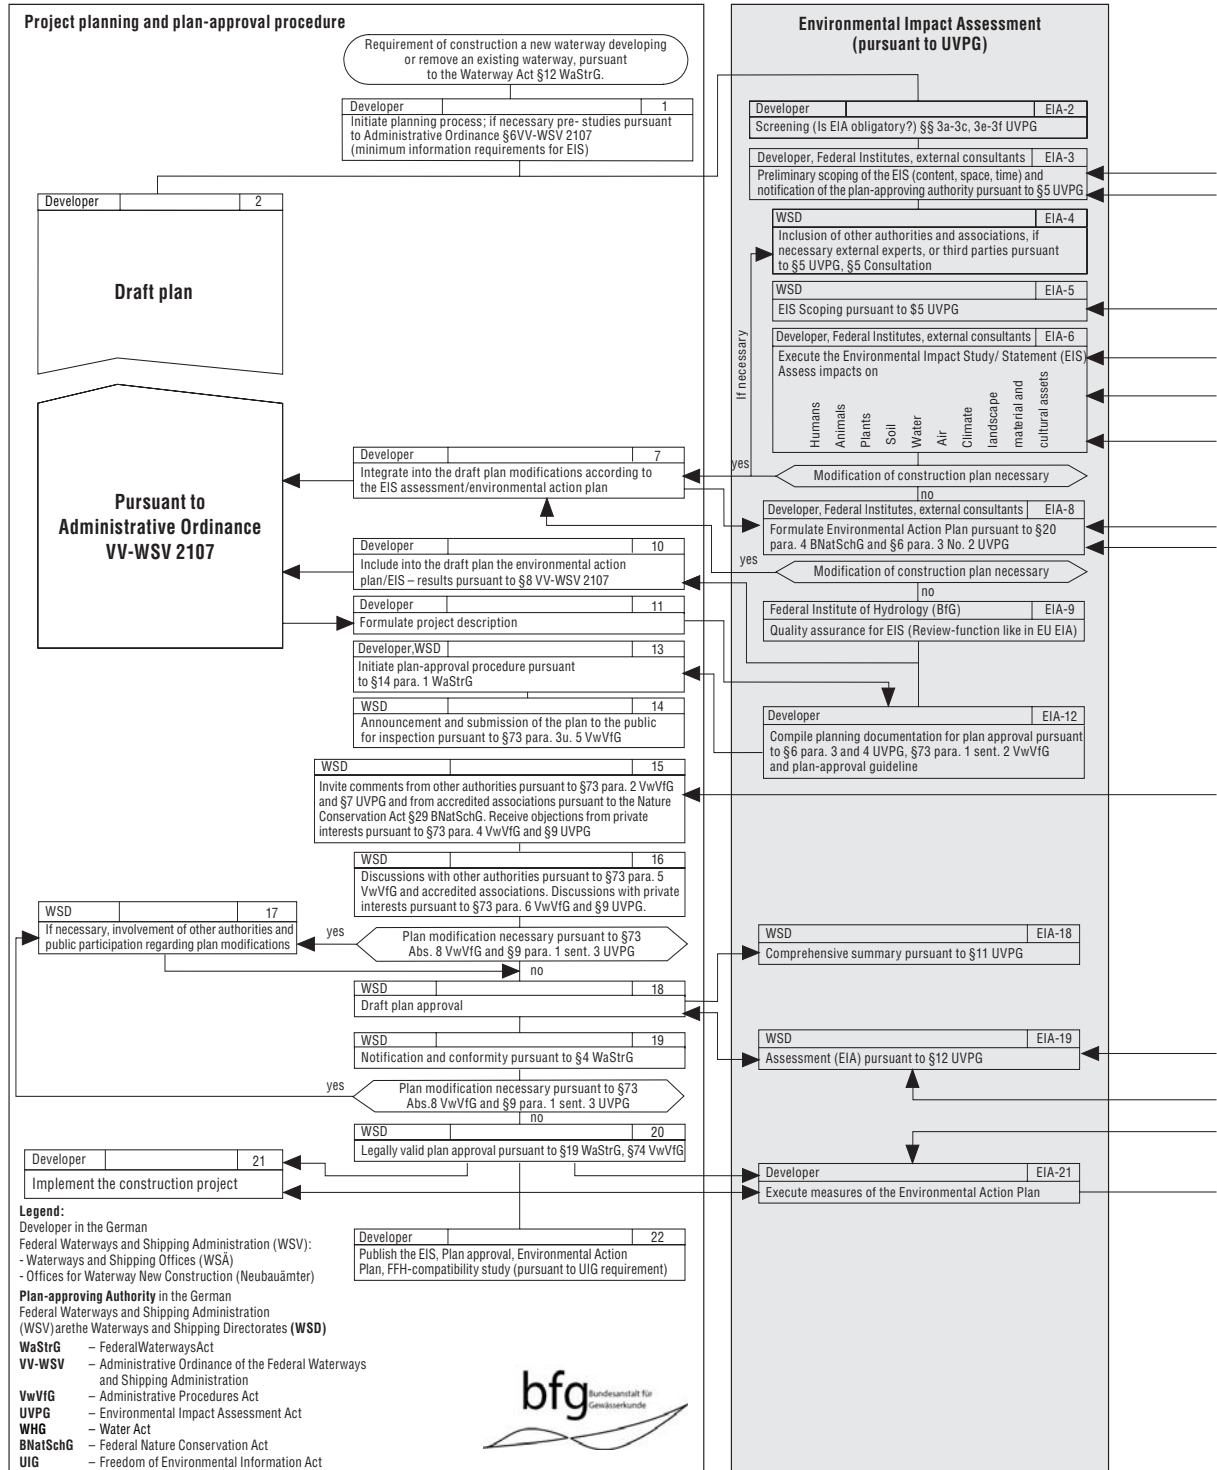 Project planning and plan-approval procedure
Requirement of construction a new waterway developing
or remove an existing waterway, pursuant
to the Waterway Act §12 WaStrG.
Developer 1
Initiate planning process; if necessary pre- studies pursuant
to Administrative Ordinance §6VV-WSV 2107
(minimum information requirements for EIS)
Developer 2
Draft plan
Pursuant to
Administrative Ordinance
VV-WSV 2107
Developer 7
Integrate into the draft plan modifications according to
the EIS assessment/environmental action plan
Developer 10
Include into the draft plan the environmental action
plan/EIS – results pursuant to §8 VV-WSV 2107
Developer 11
Formulate project description
Developer,WSD 13
Initiate plan-approval procedure pursuant
to §14 para. 1 WaStrG
WSD 14
Announcement and submission of the plan to the public
for inspection pursuant to §73 para. 3u. 5 VwVfG
WSD 15
Invite comments from other authorities pursuant to §73 para. 2 VwVfG
and §7 UVPG and from accredited associations pursuant to the Nature
Conservation Act §29 BNatSchG. Receive objections from private
interests pursuant to §73 para. 4 VwVfG and §9 UVPG
WSD 16
Discussions with other authorities pursuant to §73 para. 5
VwVfG and accredited associations. Discussions with private
interests pursuant to §73 para. 6 VwVfG and §9 UVPG.
WSD 17
If necessary, involvement of other authorities and
public participation regarding plan modifications
yes
Plan modification necessary pursuant to §73
Abs. 8 VwVfG and §9 para. 1 sent. 3 UVPG
no
WSD 18
Draft plan approval
WSD 19
Notification and conformity pursuant to §4 WaStrG
yes
Plan modification necessary pursuant to §73
Abs.8 VwVfG and §9 para. 1 sent. 3 UVPG
no
WSD 20
Legally valid plan approval pursuant to §19 WaStrG, §74 VwVfG
Developer 21
Implement the construction project
Developer 22
Publish the EIS, Plan approval, Environmental Action
Plan, FFH-compatibility study (pursuant to UIG requirement)
Legend:
Developer in the German
Federal Waterways and Shipping Administration (WSV):
- Waterways and Shipping Offices (WSÄ)
- Offices for Waterway New Construction (Neubauämter)
Plan-approving Authority in the German
Federal Waterways and Shipping Administration
(WSV)arethe Waterways and Shipping Directorates (WSD)
WaStrG – FederalWaterwaysAct
VV-WSV – Administrative Ordinance of the Federal Waterways
and Shipping Administration
VwVfG – Administrative Procedures Act
UVPG – Environmental Impact Assessment Act
WHG – Water Act
BNatSchG – Federal Nature Conservation Act
UIG – Freedom of Environmental Information Act
bfg
Bundesanstalt für
Gewässerkunde
Environmental Impact Assessment
(pursuant to UVPG)
Developer EIA-2
Screening (Is EIA obligatory?) §§ 3a-3c, 3e-3f UVPG
Developer, Federal Institutes, external consultants EIA-3
Preliminary scoping of the EIS (content, space, time) and
notification of the plan-approving authority pursuant to §5 UVPG
WSD EIA-4
Inclusion of other authorities and associations, if
necessary external experts, or third parties pursuant
to §5 UVPG, §5 Consultation
WSD EIA-5
EIS Scoping pursuant to $5 UVPG
Developer, Federal Institutes, external consultants EIA-6
Execute the Environmental Impact Study/ Statement (EIS)
Assess impacts on
Humans
Animals
Plants
Soil
Water
Air
Climate
landscape
material and
cultural assets
If necessary
yes
Modification of construction plan necessary
no
Developer, Federal Institutes, external consultants EIA-8
Formulate Environmental Action Plan pursuant to §20
para. 4 BNatSchG and §6 para. 3 No. 2 UVPG
yes
Modification of construction plan necessary
no
Federal Institute of Hydrology (BfG) EIA-9
Quality assurance for EIS (Review-function like in EU EIA)
Developer EIA-12
Compile planning documentation for plan approval pursuant
to §6 para. 3 and 4 UVPG, §73 para. 1 sent. 2 VwVfG
and plan-approval guideline
WSD EIA-18
Comprehensive summary pursuant to §11 UVPG
WSD EIA-19
Assessment (EIA) pursuant to §12 UVPG
Developer EIA-21
Execute measures of the Environmental Action Plan